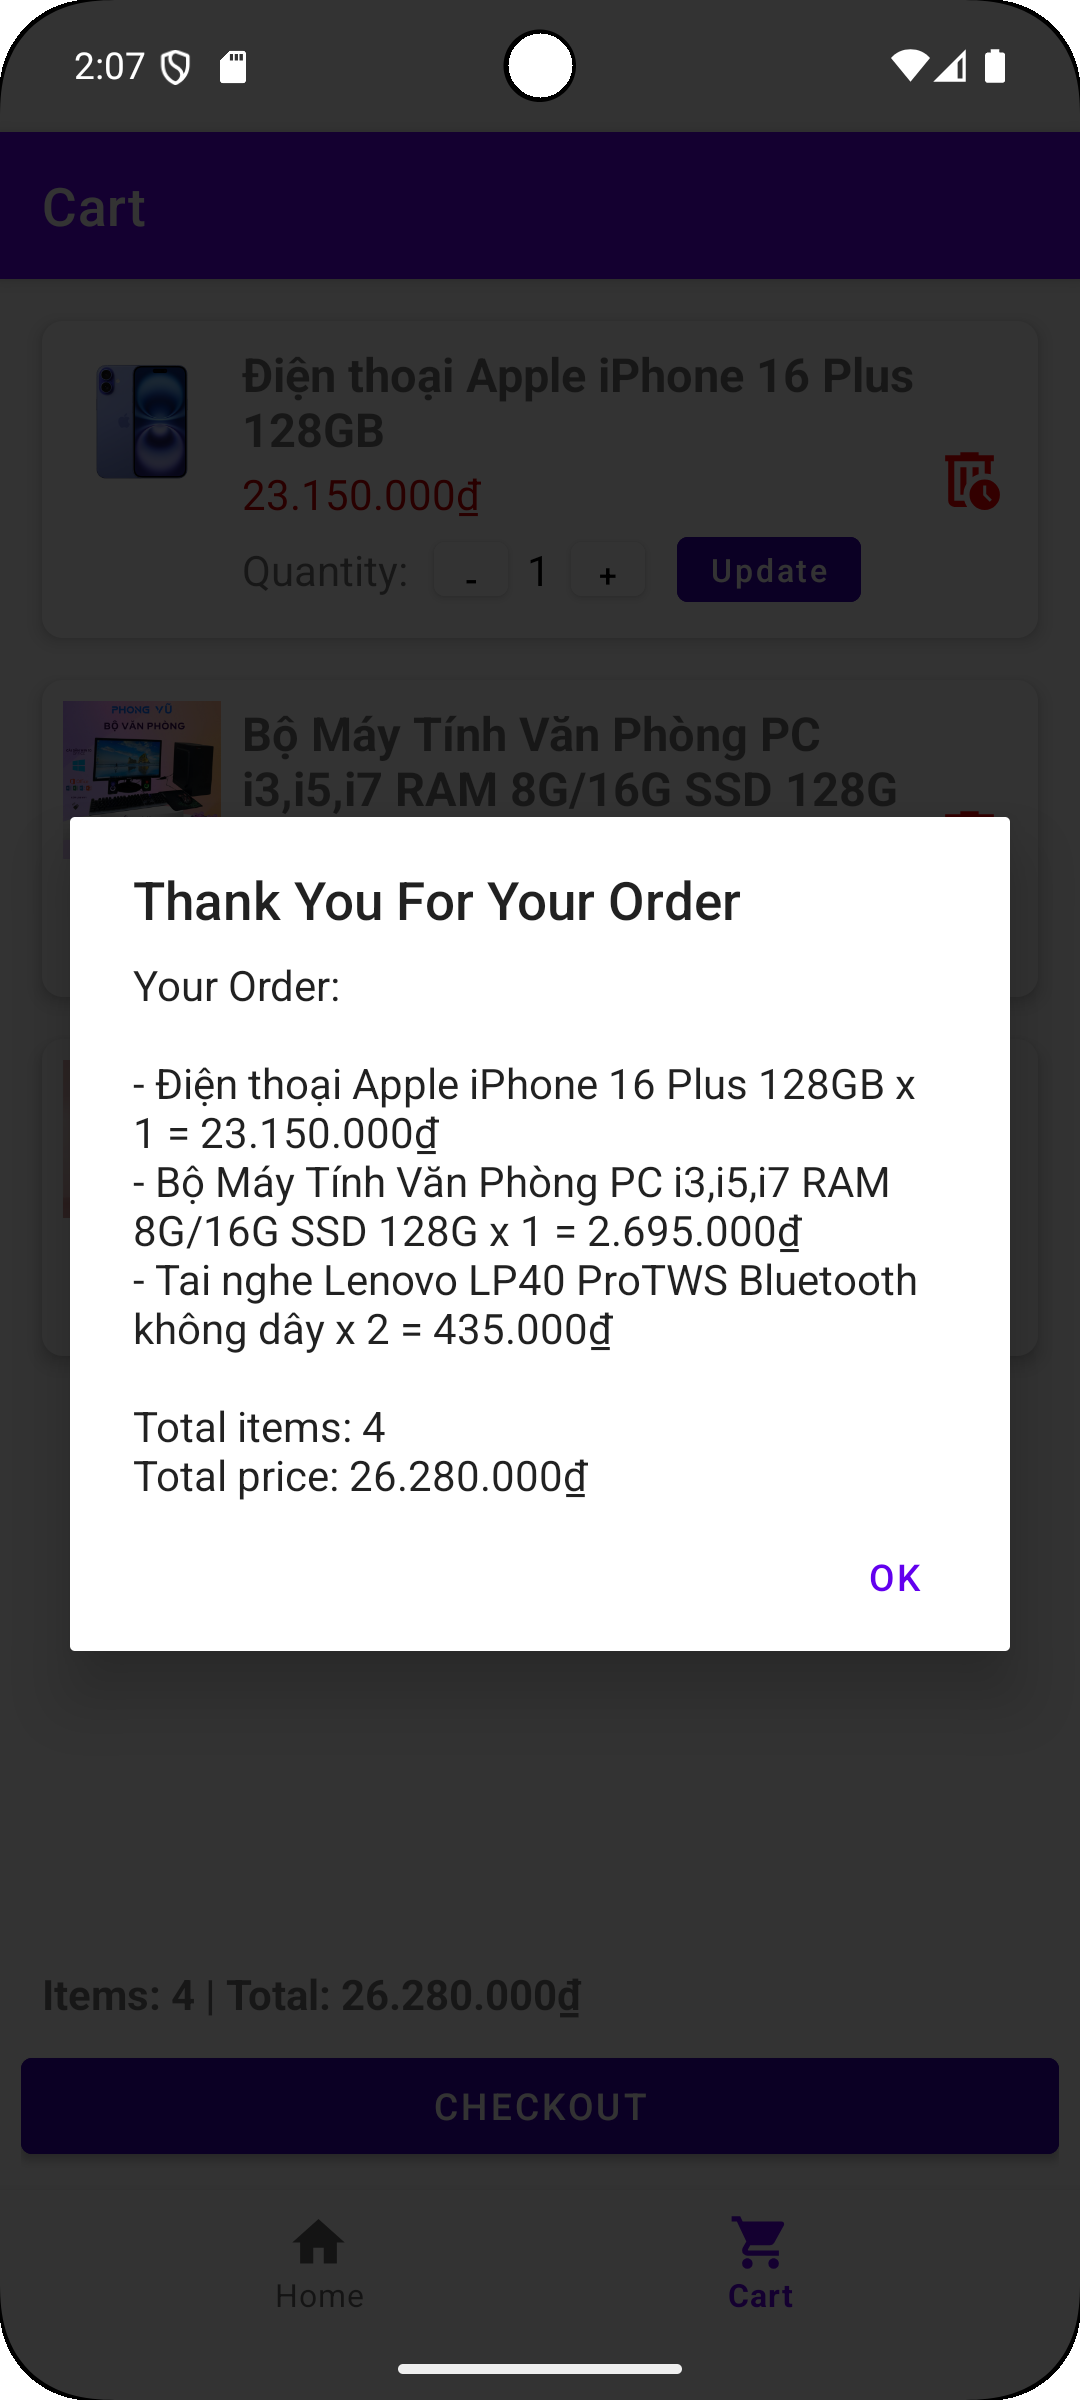 2:07
Cart
Điện thoại Apple iPhone 16 Plus
128GB
23.150.000₫
Quantity: - 1 + Update
PHONG VŨ
BỘ VĂN PHÒNG
Bộ Máy Tính Văn Phòng PC
i3,i5,i7 RAM 8G/16G SSD 128G
Thank You For Your Order
Your Order:
- Điện thoại Apple iPhone 16 Plus 128GB x
1 = 23.150.000₫
- Bộ Máy Tính Văn Phòng PC i3,i5,i7 RAM
8G/16G SSD 128G x 1 = 2.695.000₫
- Tai nghe Lenovo LP40 ProTWS Bluetooth
không dây x 2 = 435.000₫
Total items: 4
Total price: 26.280.000₫
OK
Items: 4 | Total: 26.280.000₫
CHECKOUT
Home
Cart